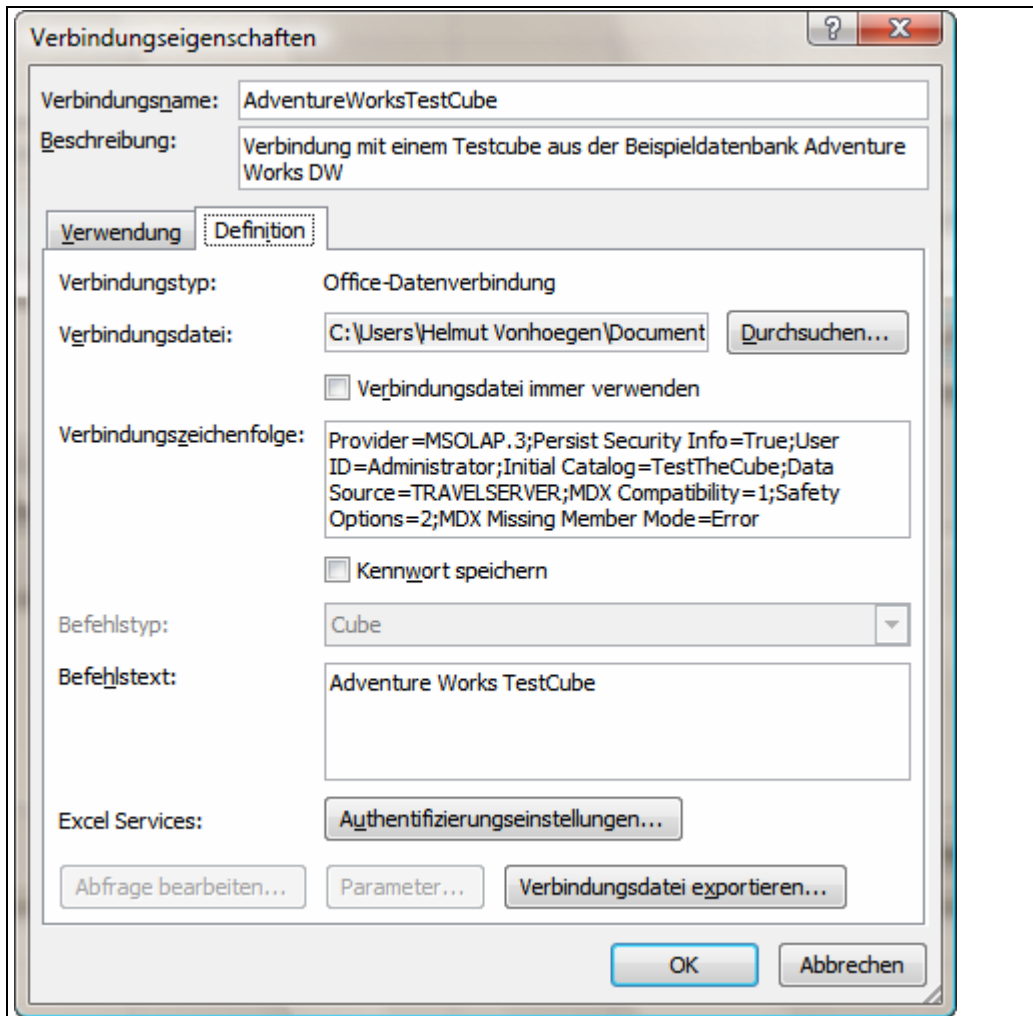 Verbindungseigenschaften
Verbindungsname: AdventureWorksTestCube
Beschreibung: Verbindung mit einem Testcube aus der Beispieldatenbank Adventure
Works DW
Verwendung Definition
Verbindungstyp: Office-Datenverbindung
Verbindungsdatei: C:\Users\Helmut Vonhoegen\Document Durchsuchen...
Verbindungsdatei immer verwenden
Verbindungszeichenfolge: Provider=MSOLAP.3;Persist Security Info=True;User
ID=Administrator;Initial Catalog=TestTheCube;Data
Source=TRAVELSERVER;MDX Compatibility=1;Safety
Options=2;MDX Missing Member Mode=Error
Kennwort speichern
Befehlstyp: Cube
Befehlstext: Adventure Works TestCube
Excel Services: Authentifizierungseinstellungen...
Abfrage bearbeiten... Parameter... Verbindungsdatei exportieren...
OK Abbrechen